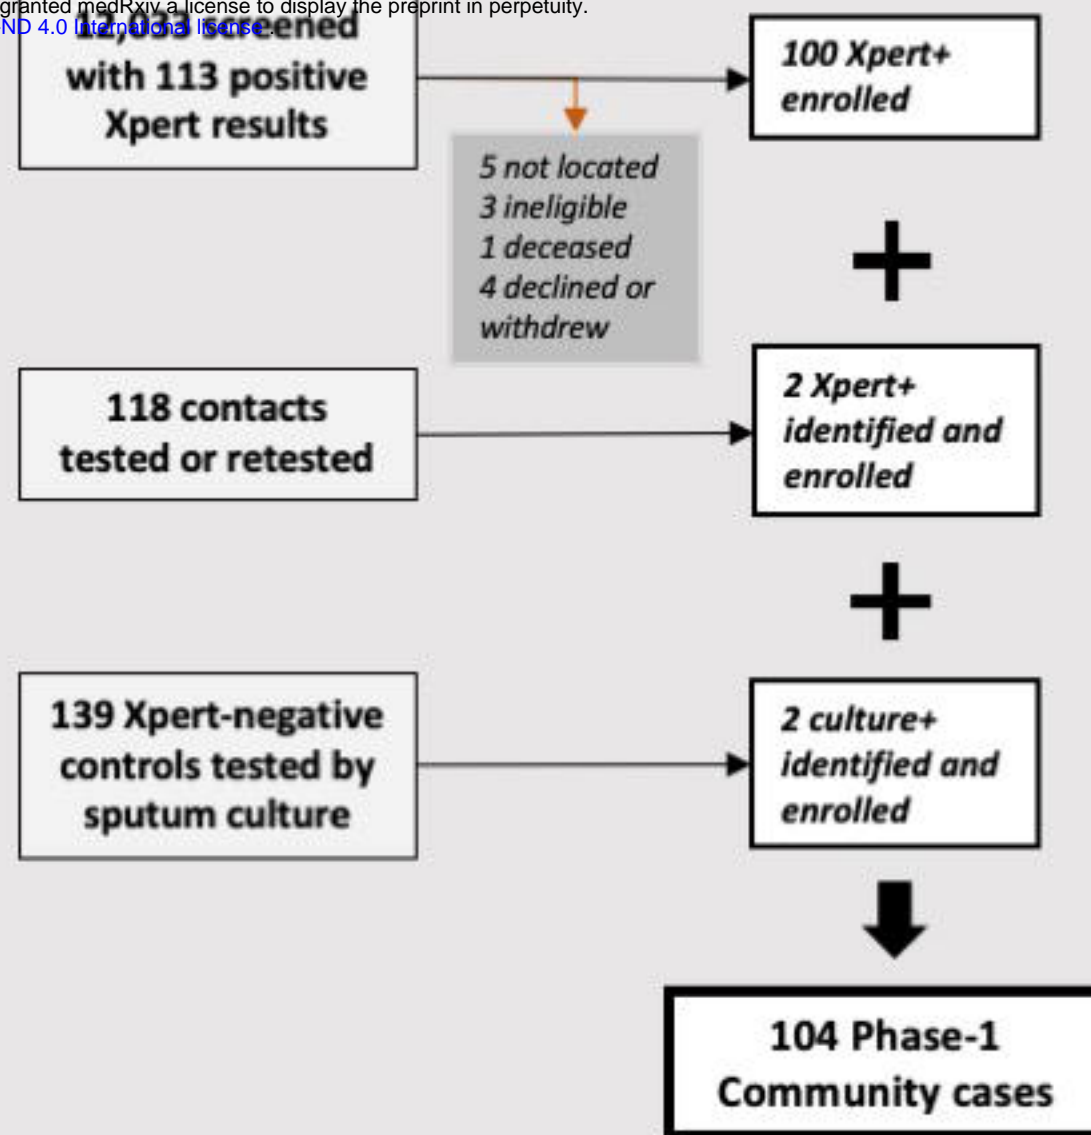 granted medRxiv a license to display the preprint in perpetuity.
ND 4.0 International license.
screened
with 113 positive
Xpert results
100 Xpert+
enrolled
5 not located
3 ineligible
1 deceased
4 declined or
withdrew
118 contacts
tested or retested
2 Xpert+
identified and
enrolled
139 Xpert-negative
controls tested by
sputum culture
2 culture+
identified and
enrolled
104 Phase-1
Community cases